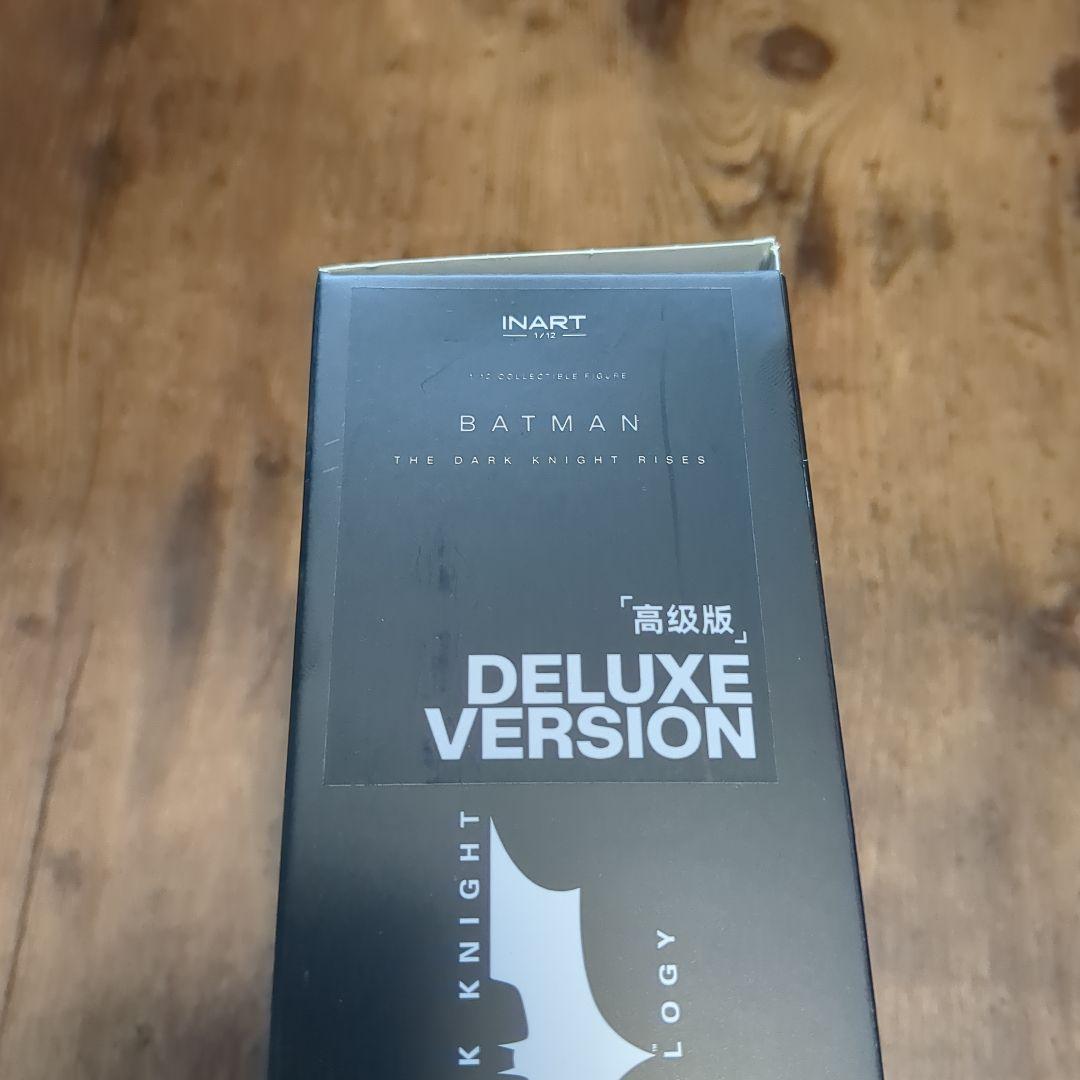 INART
1/12
1/12 COLLECTIBLE FIGURE
BATMAN
THE DARK KNIGHT RISES
「高级版」
DELUXE
VERSION
K KNIGHT
LOGY
™